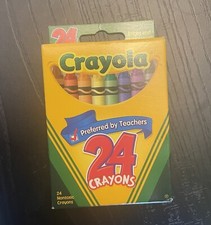 24
Crayola
Preferred by Teachers
24
CRAYONS
24
Nontoxic
Crayons